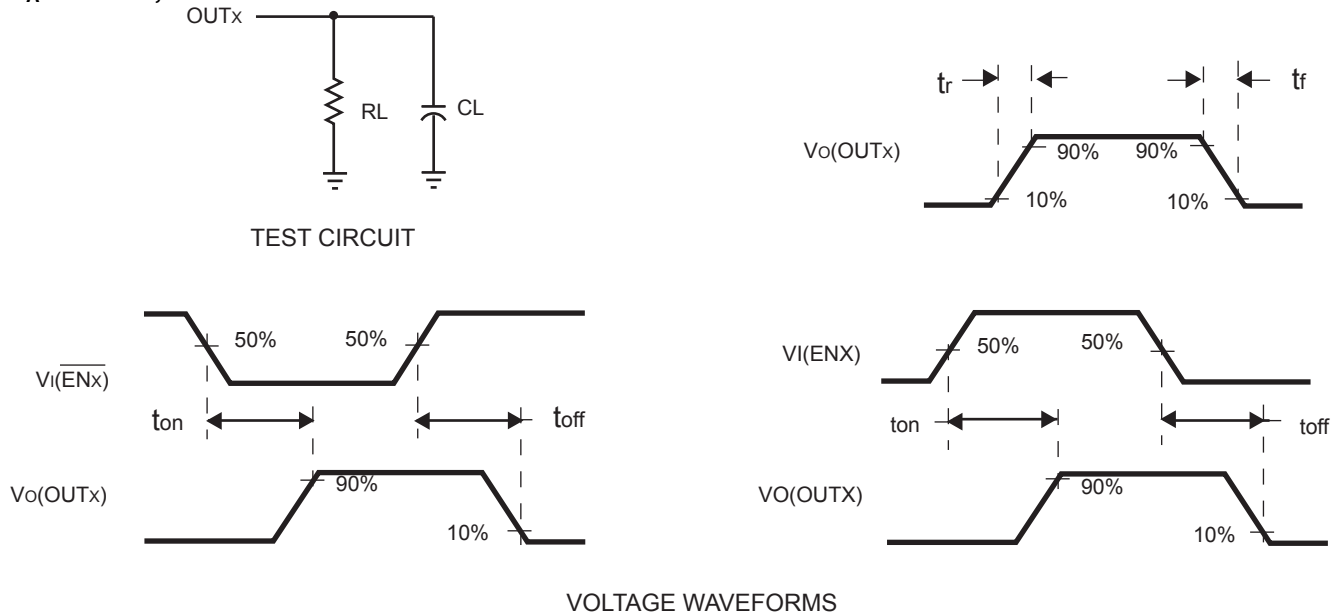 OUTx
RL
CL
TEST CIRCUIT
tr
tf
Vo(OUTx)
90%
90%
10%
10%
VI(ENx)
50%
50%
ton
toff
Vo(OUTx)
90%
10%
VI(ENX)
50%
50%
ton
toff
VO(OUTX)
90%
10%
VOLTAGE WAVEFORMS